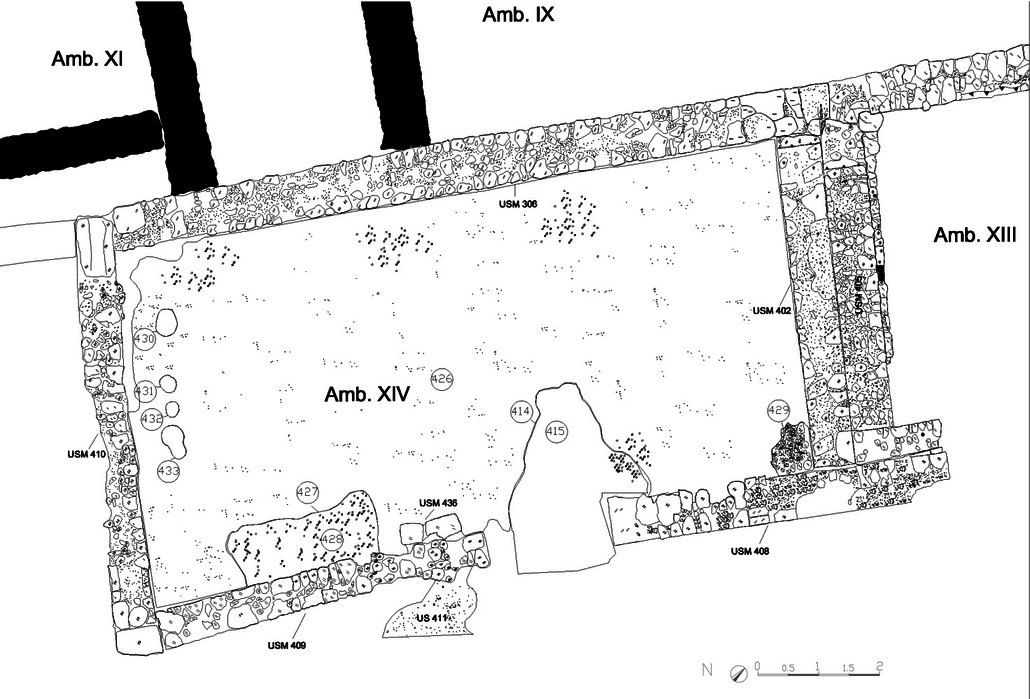 Amb. IX
Amb. XI
USM 306
Amb. XIII
USM 402
USM 405
430
426
431
Amb. XIV
414
429
432
415
USM 410
433
427
USM 436
428
USM 408
US 411
USM 409
N 0 0.5 1 1.5 2